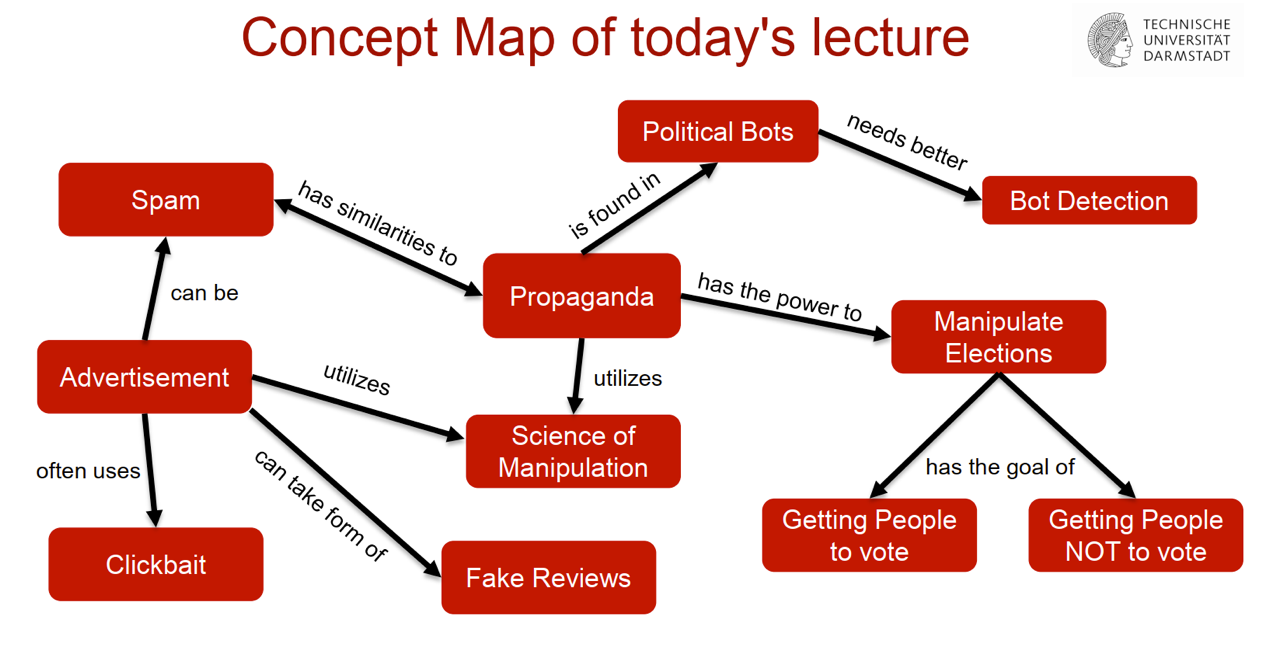 Concept Map of today's lecture
TECHNISCHE
UNIVERSITÄT
DARMSTADT
Political Bots
needs better
Bot Detection
Spam
has similarities to
is found in
can be
Propaganda
has the power to
Manipulate
Elections
Advertisement
utilizes
utilizes
often uses
can take form of
Science of
Manipulation
has the goal of
Getting People
to vote
Getting People
NOT to vote
Clickbait
Fake Reviews